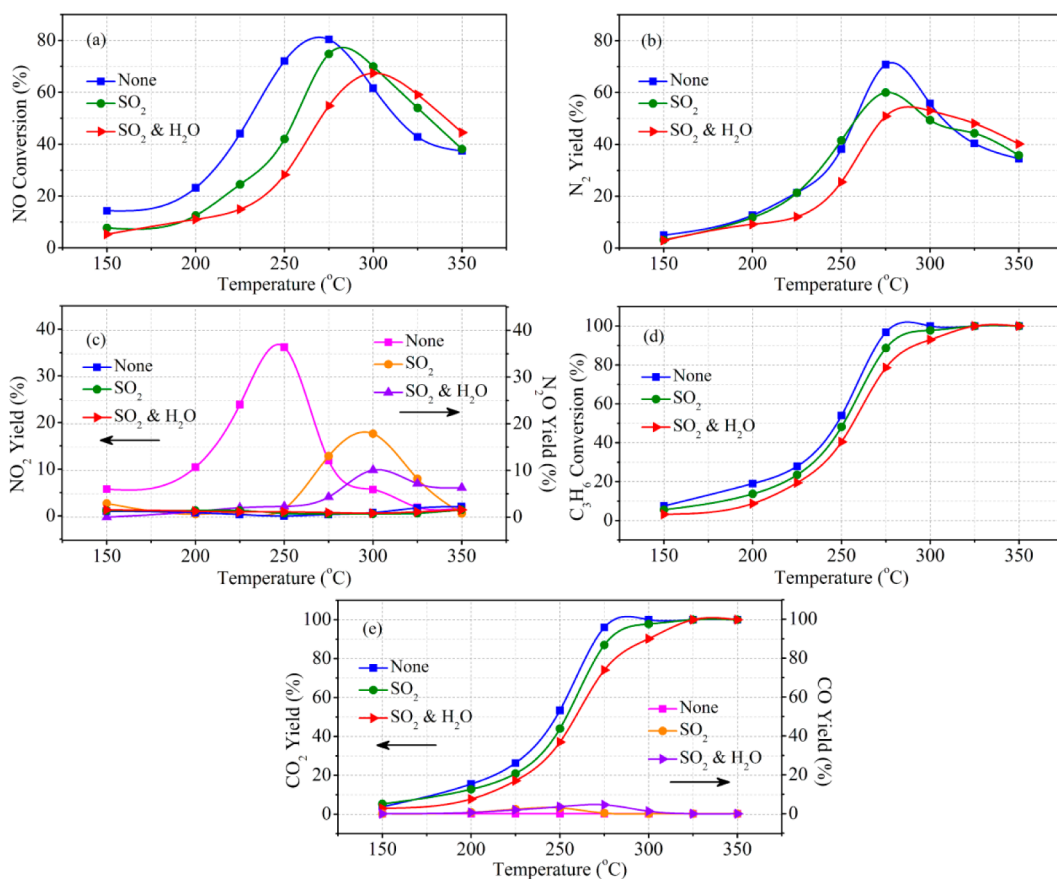 (a)
None
SO2
SO2 & H2O
NO Conversion (%)
80
60
40
20
0
150 200 250 300 350
Temperature (oC)
(b)
None
SO2
SO2 & H2O
N2 Yield (%)
80
60
40
20
0
150 200 250 300 350
Temperature (oC)
(c)
None
SO2
SO2 & H2O
None
SO2
SO2 & H2O
NO2 Yield (%)
40
30
20
10
0
N2O Yield (%)
40
30
20
10
0
150 200 250 300 350
Temperature (oC)
(d)
None
SO2
SO2 & H2O
C3H6 Conversion (%)
100
80
60
40
20
0
150 200 250 300 350
Temperature (oC)
(e)
None
SO2
SO2 & H2O
None
SO2
SO2 & H2O
CO2 Yield (%)
100
80
60
40
20
0
CO Yield (%)
100
80
60
40
20
0
150 200 250 300 350
Temperature (oC)